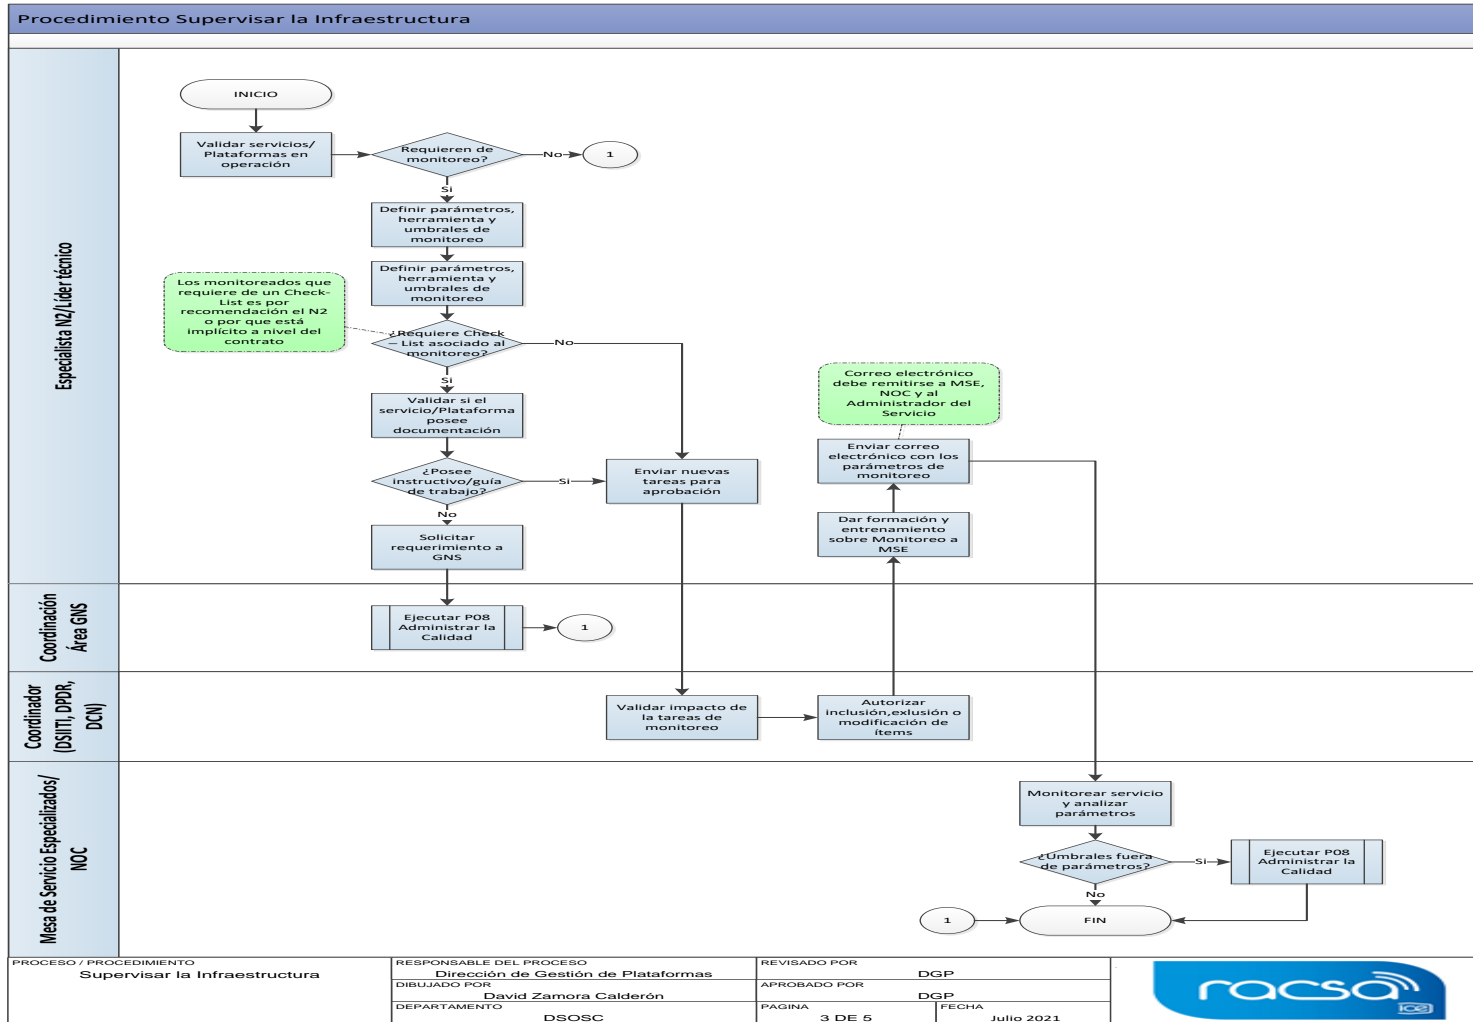 Procedimiento Supervisar la Infraestructura
Especialista N2/Líder técnico
INICIO
Validar servicios/
Plataformas en
operación
Requieren de
monitoreo?
No
1
Si
Definir parámetros,
herramienta y
umbrales de
monitoreo
Definir parámetros,
herramienta y
umbrales de
monitoreo
Los monitoreados que
requiere de un Check-
List es por
recomendación el N2
o por que está
implícito a nivel del
contrato
¿Requiere Check
– List asociado al
monitoreo?
No
Si
Validar si el
servicio/Plataforma
posee
documentación
¿Posee
instructivo/guía
de trabajo?
Si
Enviar nuevas
tareas para
aprobación
No
Solicitar
requerimiento a
GNS
Correo electrónico
debe remitirse a MSE,
NOC y al
Administrador del
Servicio
Enviar correo
electrónico con los
parámetros de
monitoreo
Dar formación y
entrenamiento
sobre Monitoreo a
MSE
Coordinación
Área GNS
Ejecutar P08
Administrar la
Calidad
1
Coordinador
(DSIITI, DPDR,
DCN)
Validar impacto de
la tareas de
monitoreo
Autorizar
inclusión,exlusión o
modificación de
ítems
Mesa de Servicio Especializados/
NOC
Monitorear servicio
y analizar
parámetros
¿Umbrales fuera
de parámetros?
Si
Ejecutar P08
Administrar la
Calidad
No
1
FIN
PROCESO / PROCEDIMIENTO
Supervisar la Infraestructura
RESPONSABLE DEL PROCESO
Dirección de Gestión de Plataformas
DIBUJADO POR
David Zamora Calderón
DEPARTAMENTO
DSOSC
REVISADO POR
DGP
APROBADO POR
DGP
PAGINA
3 DE 5
FECHA
Julio 2021
racsa
ice